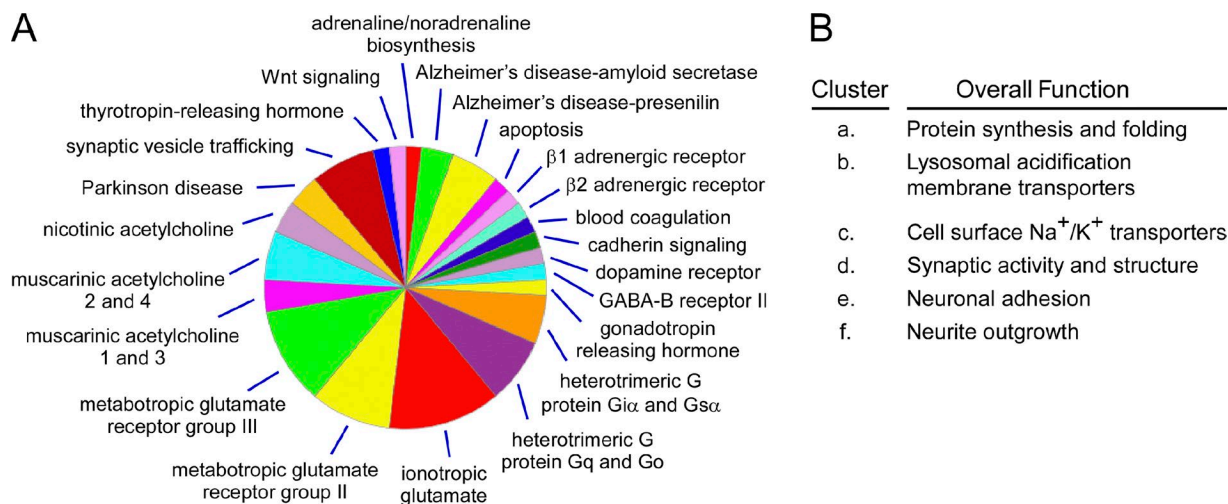 A
adrenaline/noradrenaline
biosynthesis
Wnt signaling
Alzheimer's disease-amyloid secretase
thyrotropin-releasing hormone
Alzheimer's disease-presenilin
synaptic vesicle trafficking
apoptosis
β1 adrenergic receptor
Parkinson disease
β2 adrenergic receptor
nicotinic acetylcholine
blood coagulation
cadherin signaling
muscarinic acetylcholine
2 and 4
dopamine receptor
GABA-B receptor II
muscarinic acetylcholine
1 and 3
gonadotropin
releasing hormone
metabotropic glutamate
receptor group III
heterotrimeric G
protein Giα and Gsα
metabotropic glutamate
receptor group II
ionotropic
glutamate
heterotrimeric G
protein Gq and Go
B
Cluster Overall Function
a. Protein synthesis and folding
b. Lysosomal acidification
membrane transporters
c. Cell surface Na+/K+ transporters
d. Synaptic activity and structure
e. Neuronal adhesion
f. Neurite outgrowth